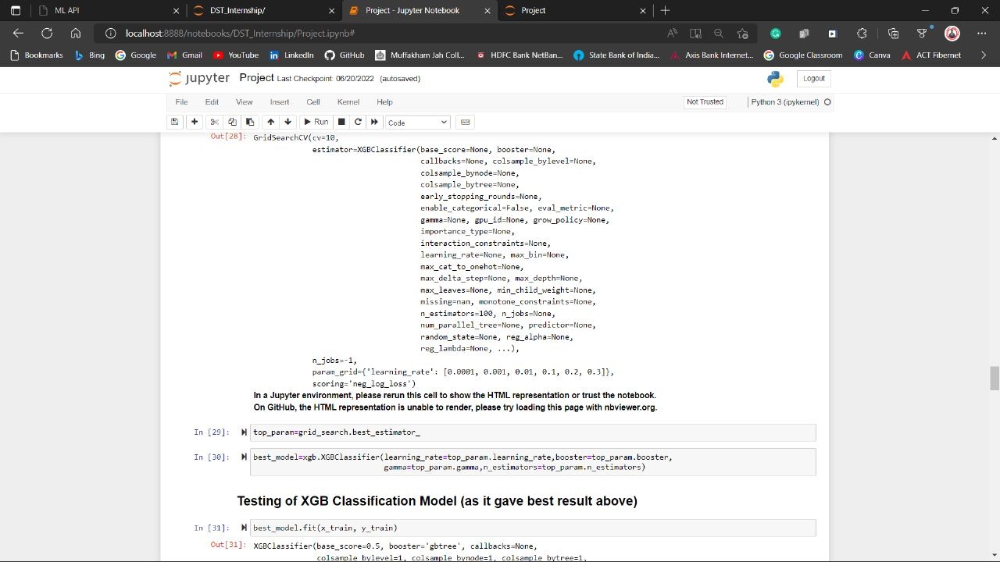 ML API
DST_Internship/
Project - Jupyter Notebook
Project
localhost:8888/notebooks/DST_Internship/Project.ipynb#
Bookmarks
Bing
Google
Gmail
YouTube
LinkedIn
GitHub
Muffakham Jah Coll...
HDFC Bank NetBan...
State Bank of India...
Axis Bank Internet...
Google Classroom
Canva
ACT Fibernet
jupyter Project Last Checkpoint: 06/20/2022 (autosaved)
Logout
File Edit View Insert Cell Kernel Help
Not Trusted
Python 3 (ipykernel)
Run
Code
Out[28]: GridSearchCV(cv=10,
estimator=XGBClassifier(base_score=None, booster=None,
callbacks=None, colsample_bylevel=None,
colsample_bynode=None,
colsample_bytree=None,
early_stopping_rounds=None,
enable_categorical=False, eval_metric=None,
gamma=None, gpu_id=None, grow_policy=None,
importance_type=None,
interaction_constraints=None,
learning_rate=None, max_bin=None,
max_cat_to_onehot=None,
max_delta_step=None, max_depth=None,
max_leaves=None, min_child_weight=None,
missing=nan, monotone_constraints=None,
n_estimators=100, n_jobs=None,
num_parallel_tree=None, predictor=None,
random_state=None, reg_alpha=None,
reg_lambda=None, ...),
n_jobs=-1,
param_grid={'learning_rate': [0.0001, 0.001, 0.01, 0.1, 0.2, 0.3]},
scoring='neg_log_loss')
In a Jupyter environment, please rerun this cell to show the HTML representation or trust the notebook.
On GitHub, the HTML representation is unable to render, please try loading this page with nbviewer.org.
In [29]: top_param=grid_search.best_estimator_
In [30]: best_model=xgb.XGBClassifier(learning_rate=top_param.learning_rate,booster=top_param.booster,
gamma=top_param.gamma,n_estimators=top_param.n_estimators)
Testing of XGB Classification Model (as it gave best result above)
In [31]: best_model.fit(x_train, y_train)
Out[31]: XGBClassifier(base_score=0.5, booster='gbtree', callbacks=None,
colsample_bylevel=1, colsample_bynode=1, colsample_bytree=1,